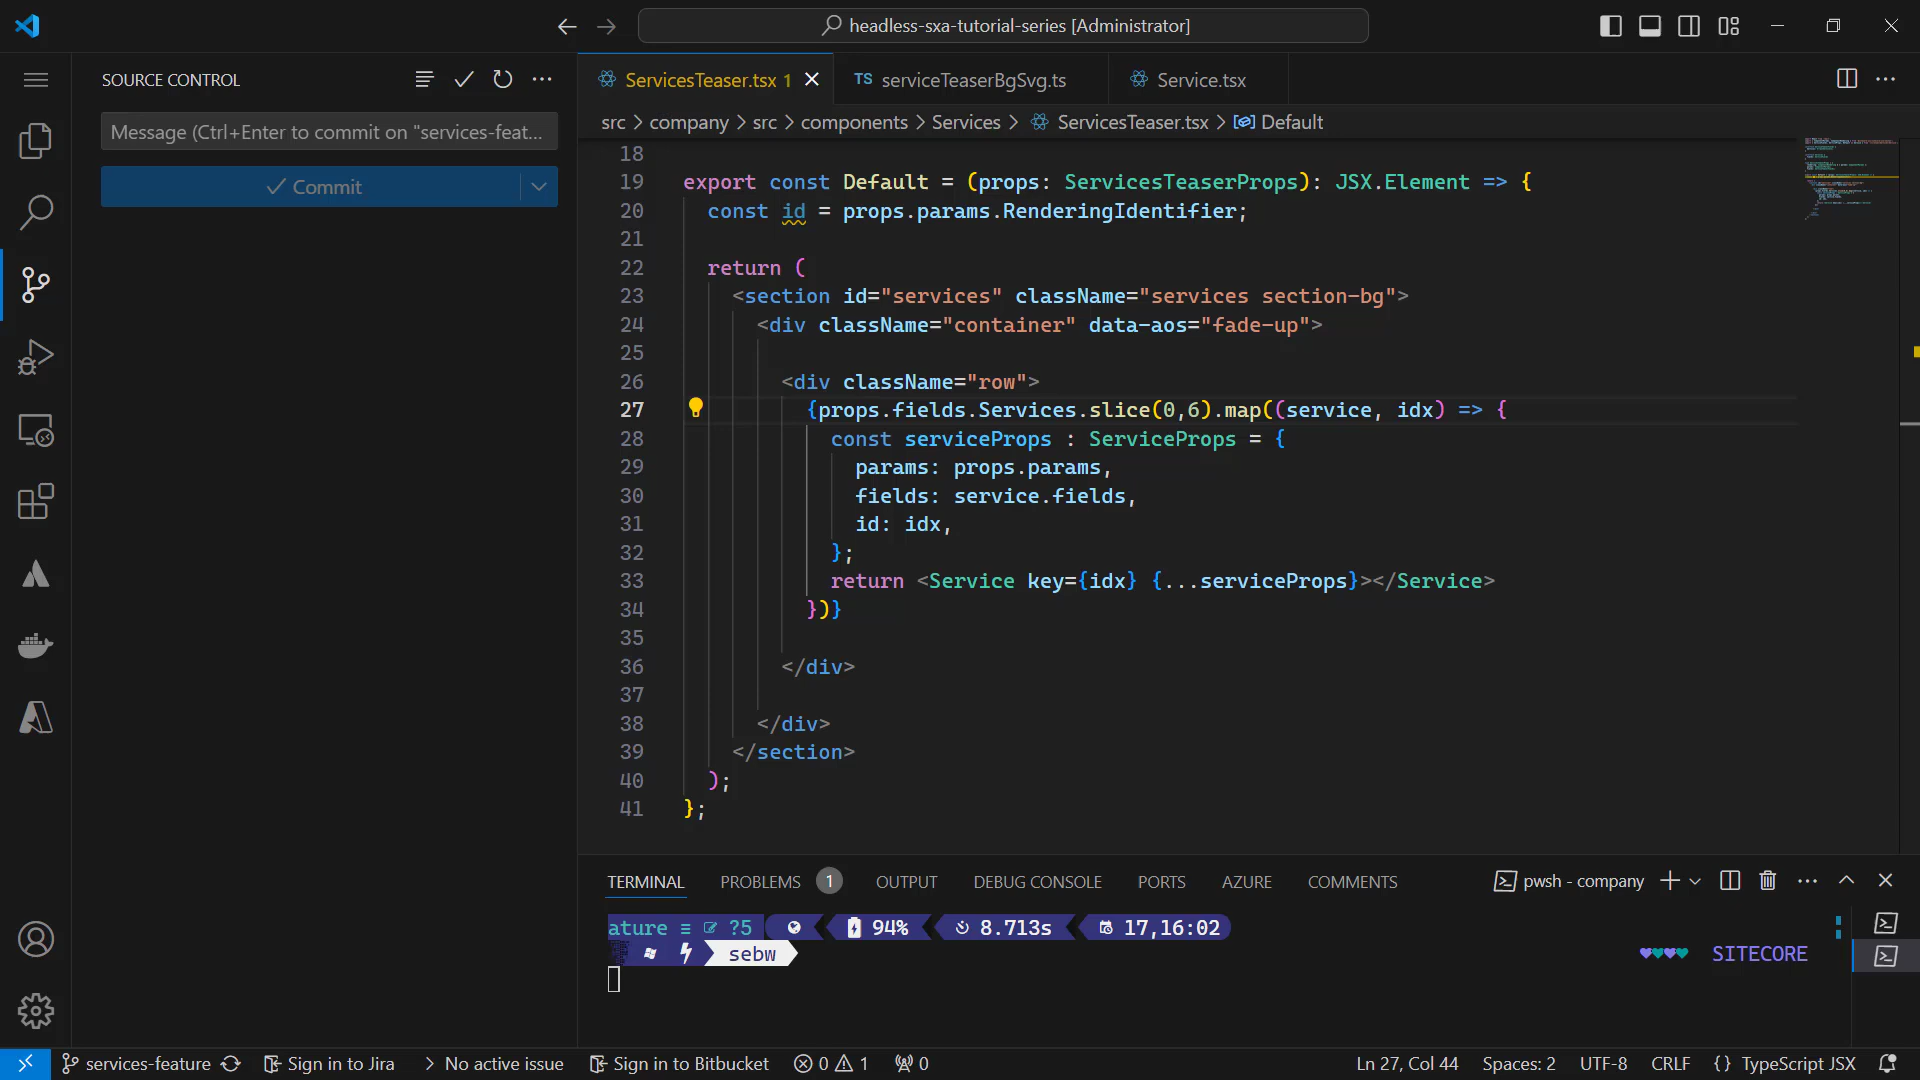 headless-sxa-tutorial-series [Administrator]
SOURCE CONTROL
Message (Ctrl+Enter to commit on "services-feat...
Commit
ServicesTeaser.tsx 1
TS serviceTeaserBgSvg.ts
Service.tsx
src > company > src > components > Services > ServicesTeaser.tsx > Default
18
19 export const Default = (props: ServicesTeaserProps): JSX.Element => {
20 const id = props.params.RenderingIdentifier;
21
22 return (
23 <section id="services" className="services section-bg">
24 <div className="container" data-aos="fade-up">
25
26 <div className="row">
27 {props.fields.Services.slice(0,6).map((service, idx) => {
28 const serviceProps : ServiceProps = {
29 params: props.params,
30 fields: service.fields,
31 id: idx,
32 };
33 return <Service key={idx} {...serviceProps}></Service>
34 })}
35
36 </div>
37
38 </div>
39 </section>
40 );
41 };
TERMINAL PROBLEMS 1 OUTPUT DEBUG CONSOLE PORTS AZURE COMMENTS
pwsh - company
ature ≡ ?5 94% 8.713s 17,16:02
sebw
SITECORE
services-feature Sign in to Jira > No active issue Sign in to Bitbucket 0 1 0
Ln 27, Col 44 Spaces: 2 UTF-8 CRLF {} TypeScript JSX